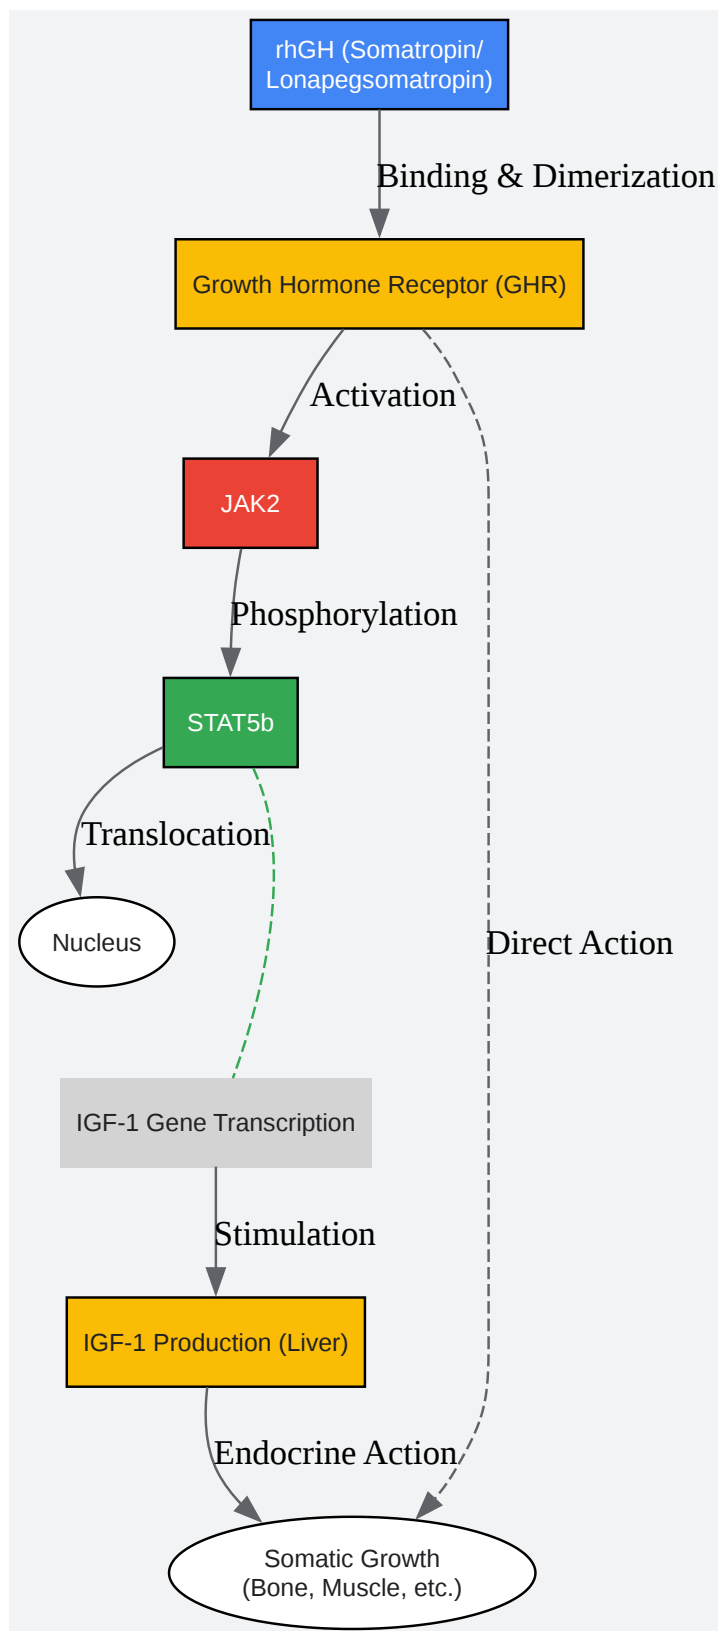 rhGH (Somatropin/
Lonapegsomatropin)
Binding & Dimerization
Growth Hormone Receptor (GHR)
Activation
JAK2
Phosphorylation
STAT5b
Translocation
Nucleus
Direct Action
IGF-1 Gene Transcription
Stimulation
IGF-1 Production (Liver)
Endocrine Action
Somatic Growth
(Bone, Muscle, etc.)